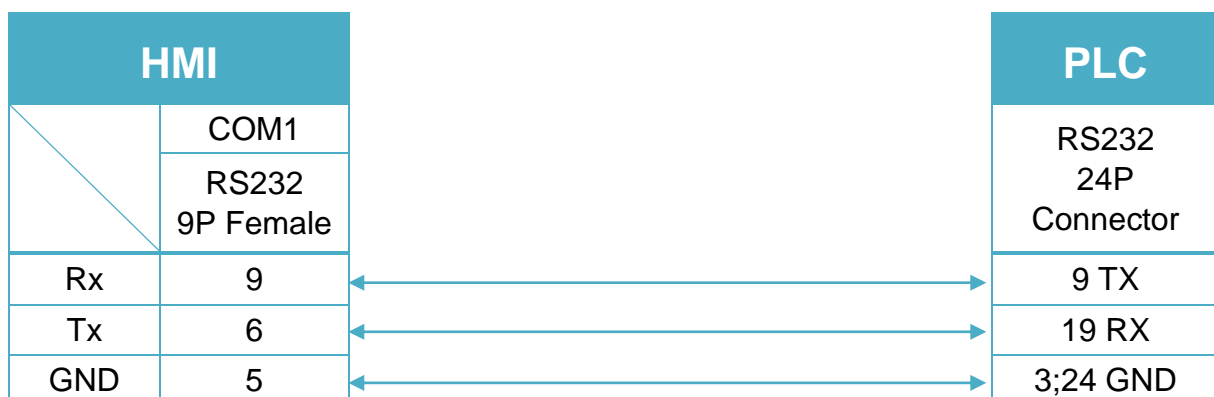 HMI
PLC
COM1
RS232
9P Female
RS232
24P
Connector
Rx 9 9 TX
Tx 6 19 RX
GND 5 3;24 GND